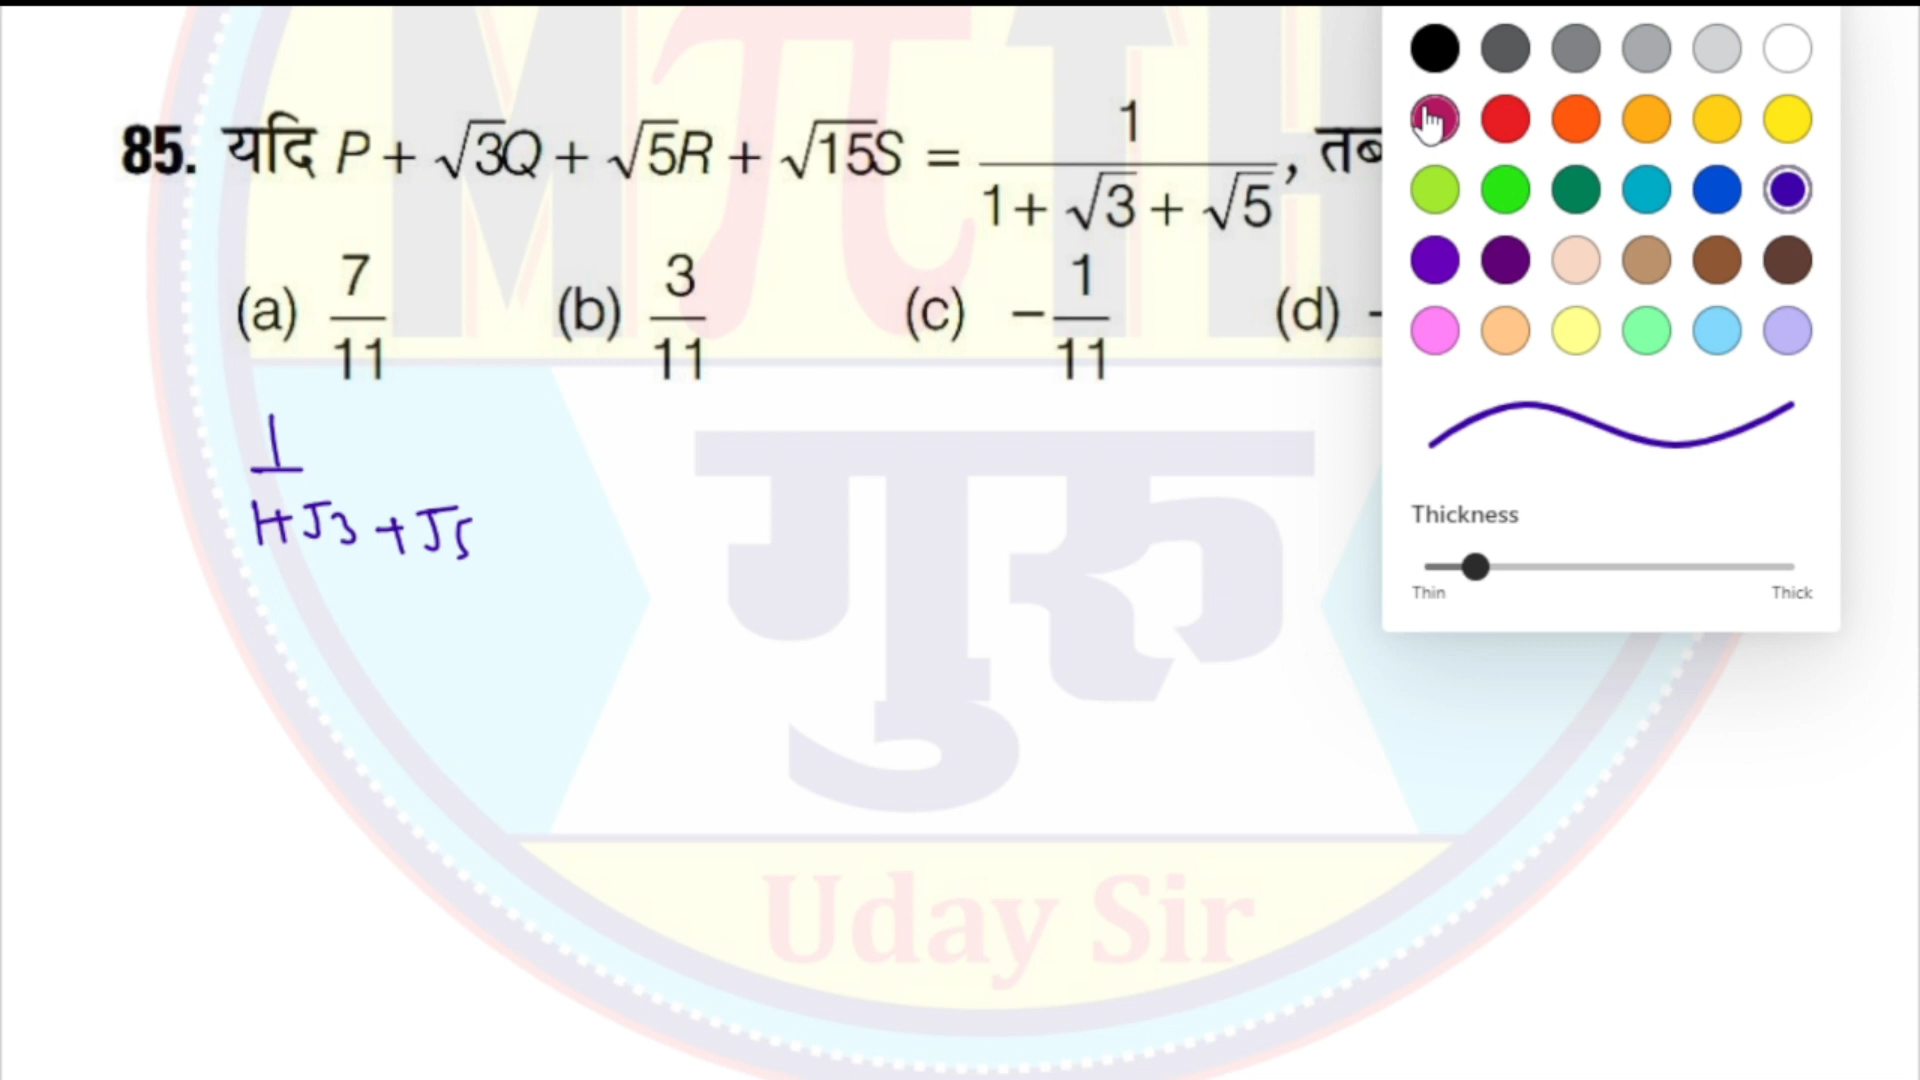 MπTH
85. यदि P + √3Q + √5R + √15S = 1/(1 + √3 + √5), तब
(a) 7/11 (b) 3/11 (c) -1/11 (d) -
1/(1+√3 + √5)
गुरु
Uday Sir
Thickness
Thin Thick